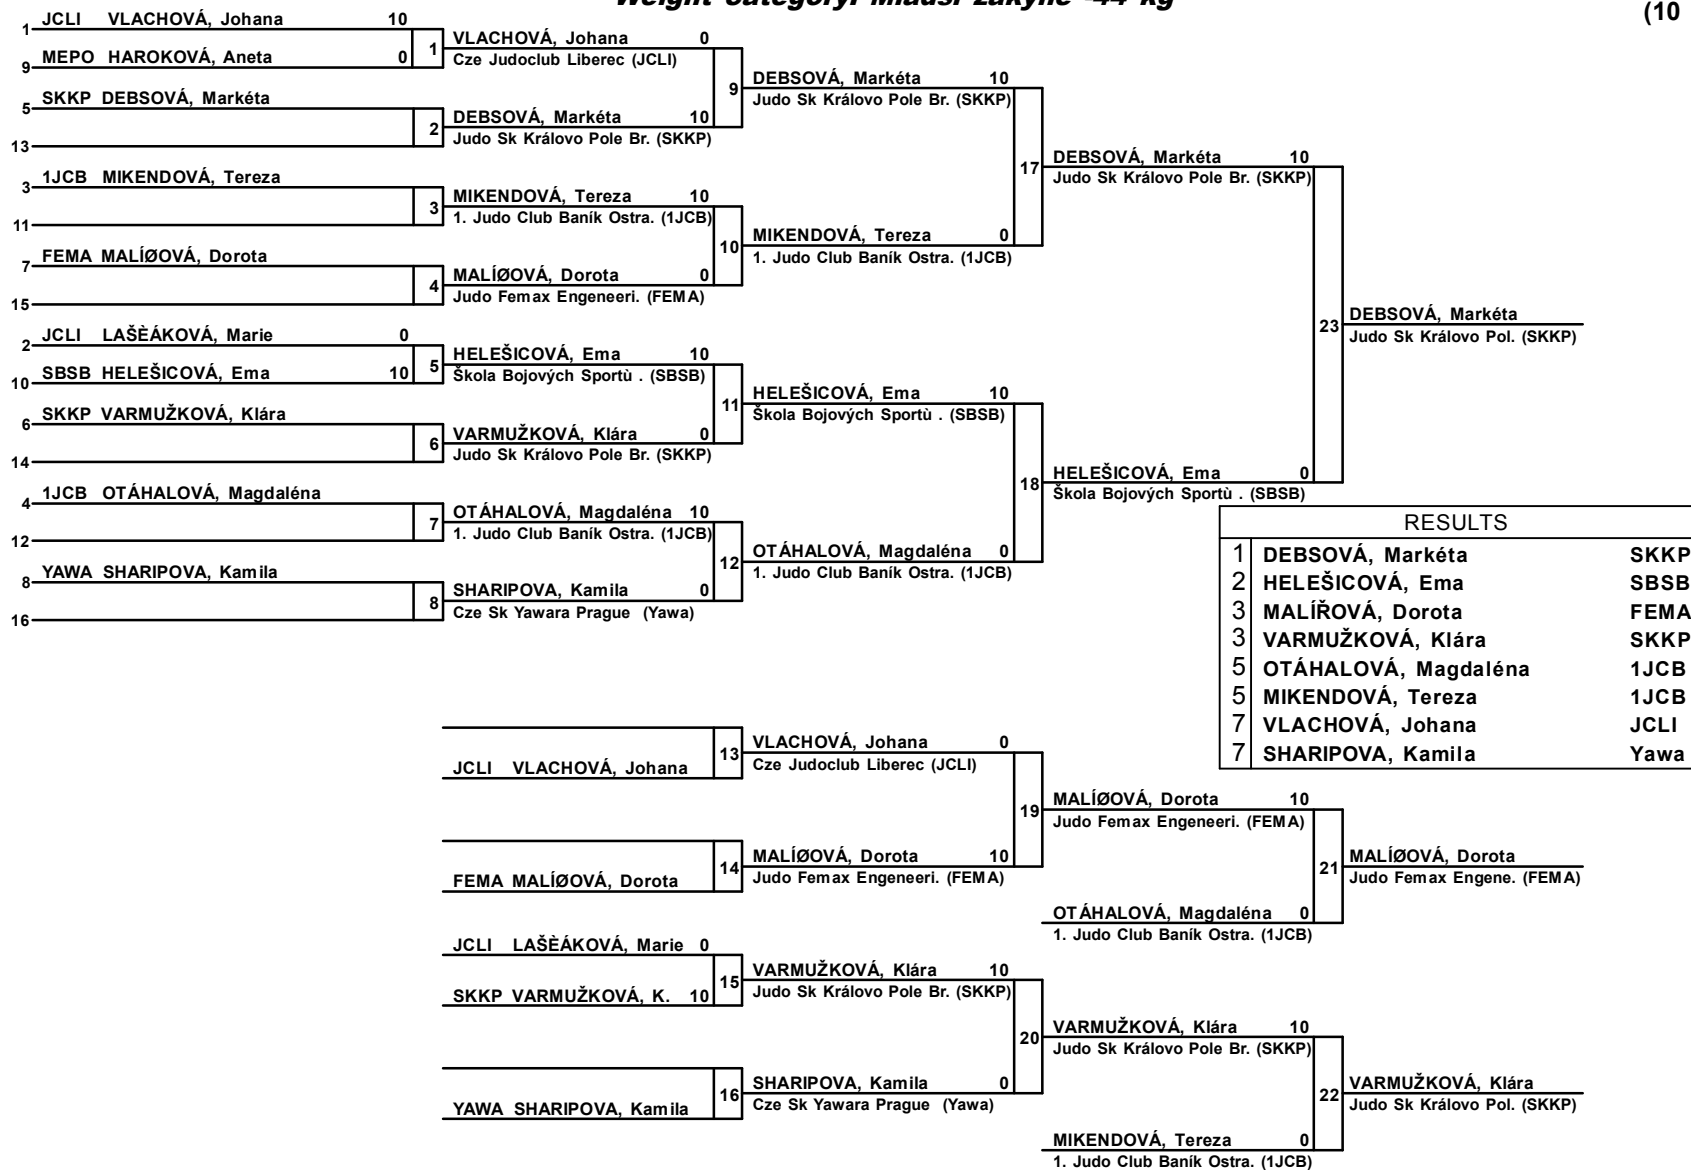 Weight category: Mladší žákyně -44 kg
(10
1 JCLI VLACHOVÁ, Johana 10
9 MEPO HAROKOVÁ, Aneta 0
1
VLACHOVÁ, Johana 0
Cze Judoclub Liberec (JCLI)
5 SKKP DEBSOVÁ, Markéta
13
2
DEBSOVÁ, Markéta 10
Judo Sk Královo Pole Br. (SKKP)
9
DEBSOVÁ, Markéta 10
Judo Sk Královo Pole Br. (SKKP)
3 1JCB MIKENDOVÁ, Tereza
11
3
MIKENDOVÁ, Tereza 10
1. Judo Club Baník Ostra. (1JCB)
7 FEMA MALÍØOVÁ, Dorota
15
4
MALÍØOVÁ, Dorota 0
Judo Femax Engeneeri. (FEMA)
10
MIKENDOVÁ, Tereza 0
1. Judo Club Baník Ostra. (1JCB)
17
DEBSOVÁ, Markéta 10
Judo Sk Královo Pole Br. (SKKP)
2 JCLI LAŠÈÁKOVÁ, Marie 0
10 SBSB HELEŠICOVÁ, Ema 10
5
HELEŠICOVÁ, Ema 10
Škola Bojových Sportù . (SBSB)
6 SKKP VARMUŽKOVÁ, Klára
14
6
VARMUŽKOVÁ, Klára 0
Judo Sk Královo Pole Br. (SKKP)
11
HELEŠICOVÁ, Ema 10
Škola Bojových Sportù . (SBSB)
4 1JCB OTÁHALOVÁ, Magdaléna
12
7
OTÁHALOVÁ, Magdaléna 10
1. Judo Club Baník Ostra. (1JCB)
8 YAWA SHARIPOVA, Kamila
16
8
SHARIPOVA, Kamila 0
Cze Sk Yawara Prague (Yawa)
12
OTÁHALOVÁ, Magdaléna 0
1. Judo Club Baník Ostra. (1JCB)
18
HELEŠICOVÁ, Ema 0
Škola Bojových Sportù . (SBSB)
23
DEBSOVÁ, Markéta
Judo Sk Královo Pol. (SKKP)
RESULTS
1 DEBSOVÁ, Markéta SKKP
2 HELEŠICOVÁ, Ema SBSB
3 MALÍŘOVÁ, Dorota FEMA
3 VARMUŽKOVÁ, Klára SKKP
5 OTÁHALOVÁ, Magdaléna 1JCB
5 MIKENDOVÁ, Tereza 1JCB
7 VLACHOVÁ, Johana JCLI
7 SHARIPOVA, Kamila Yawa
JCLI VLACHOVÁ, Johana
13
VLACHOVÁ, Johana 0
Cze Judoclub Liberec (JCLI)
FEMA MALÍØOVÁ, Dorota
14
MALÍØOVÁ, Dorota 10
Judo Femax Engeneeri. (FEMA)
19
MALÍØOVÁ, Dorota 10
Judo Femax Engeneeri. (FEMA)
OTÁHALOVÁ, Magdaléna 0
1. Judo Club Baník Ostra. (1JCB)
21
MALÍØOVÁ, Dorota
Judo Femax Engene. (FEMA)
JCLI LAŠÈÁKOVÁ, Marie 0
SKKP VARMUŽKOVÁ, K. 10
15
VARMUŽKOVÁ, Klára 10
Judo Sk Královo Pole Br. (SKKP)
YAWA SHARIPOVA, Kamila
16
SHARIPOVA, Kamila 0
Cze Sk Yawara Prague (Yawa)
20
VARMUŽKOVÁ, Klára 10
Judo Sk Královo Pole Br. (SKKP)
MIKENDOVÁ, Tereza 0
1. Judo Club Baník Ostra. (1JCB)
22
VARMUŽKOVÁ, Klára
Judo Sk Královo Pol. (SKKP)